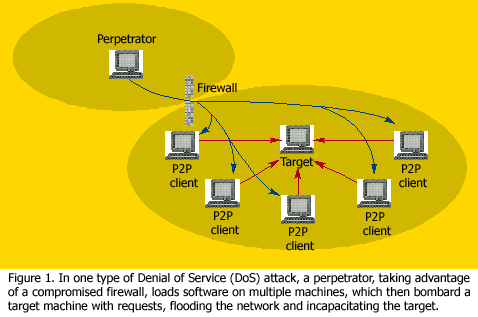 Perpetrator
Firewall
P2P
client
Target
P2P
client
P2P
client
P2P
client
P2P
client
Figure 1. In one type of Denial of Service (DoS) attack, a perpetrator, taking advantage
of a compromised firewall, loads software on multiple machines, which then bombard a
target machine with requests, flooding the network and incapacitating the target.